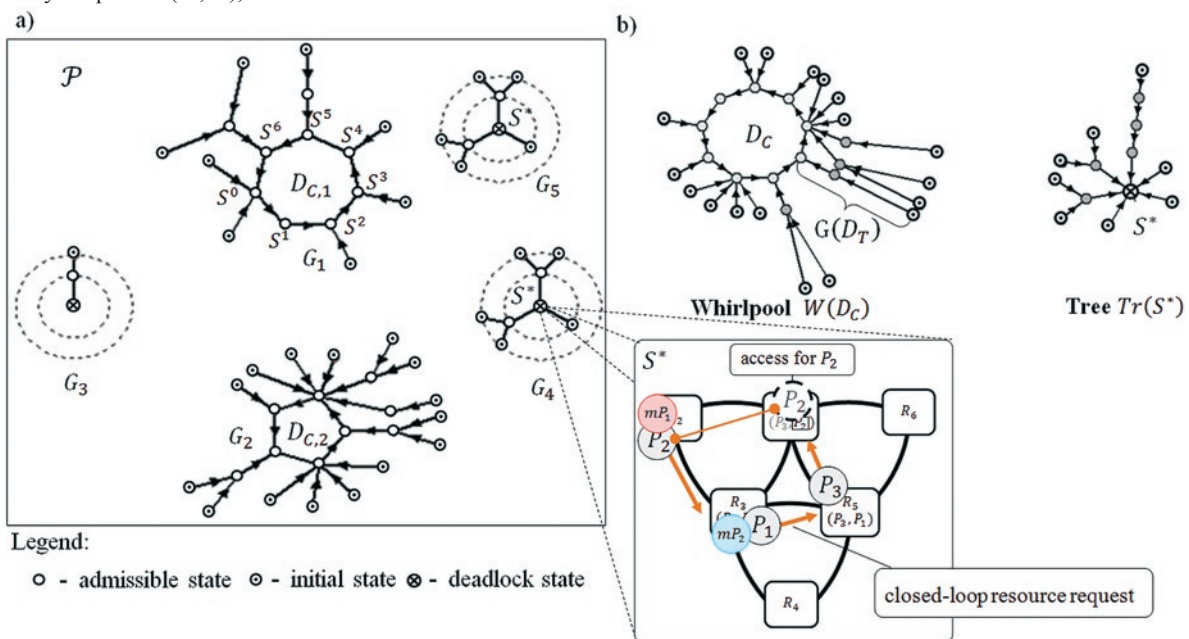 a)
b)
𝒫
S*
S⁵
S⁴
S⁶
D_C
D_{C,1}
S³
G₅
S⁰
S*
S²
G(D_T)
S¹
G₁
S*
Whirlpool W(D_C)
Tree Tr(S*)
S*
access for P₂
G₃
G₄
P₂
R₆
mP₁
P₂
G₂
D_{C,2}
P₃
R₃
R₅
P₁
(P₃, P₁)
mP₂
Legend:
- admissible state
- initial state
- deadlock state
closed-loop resource request
R₄